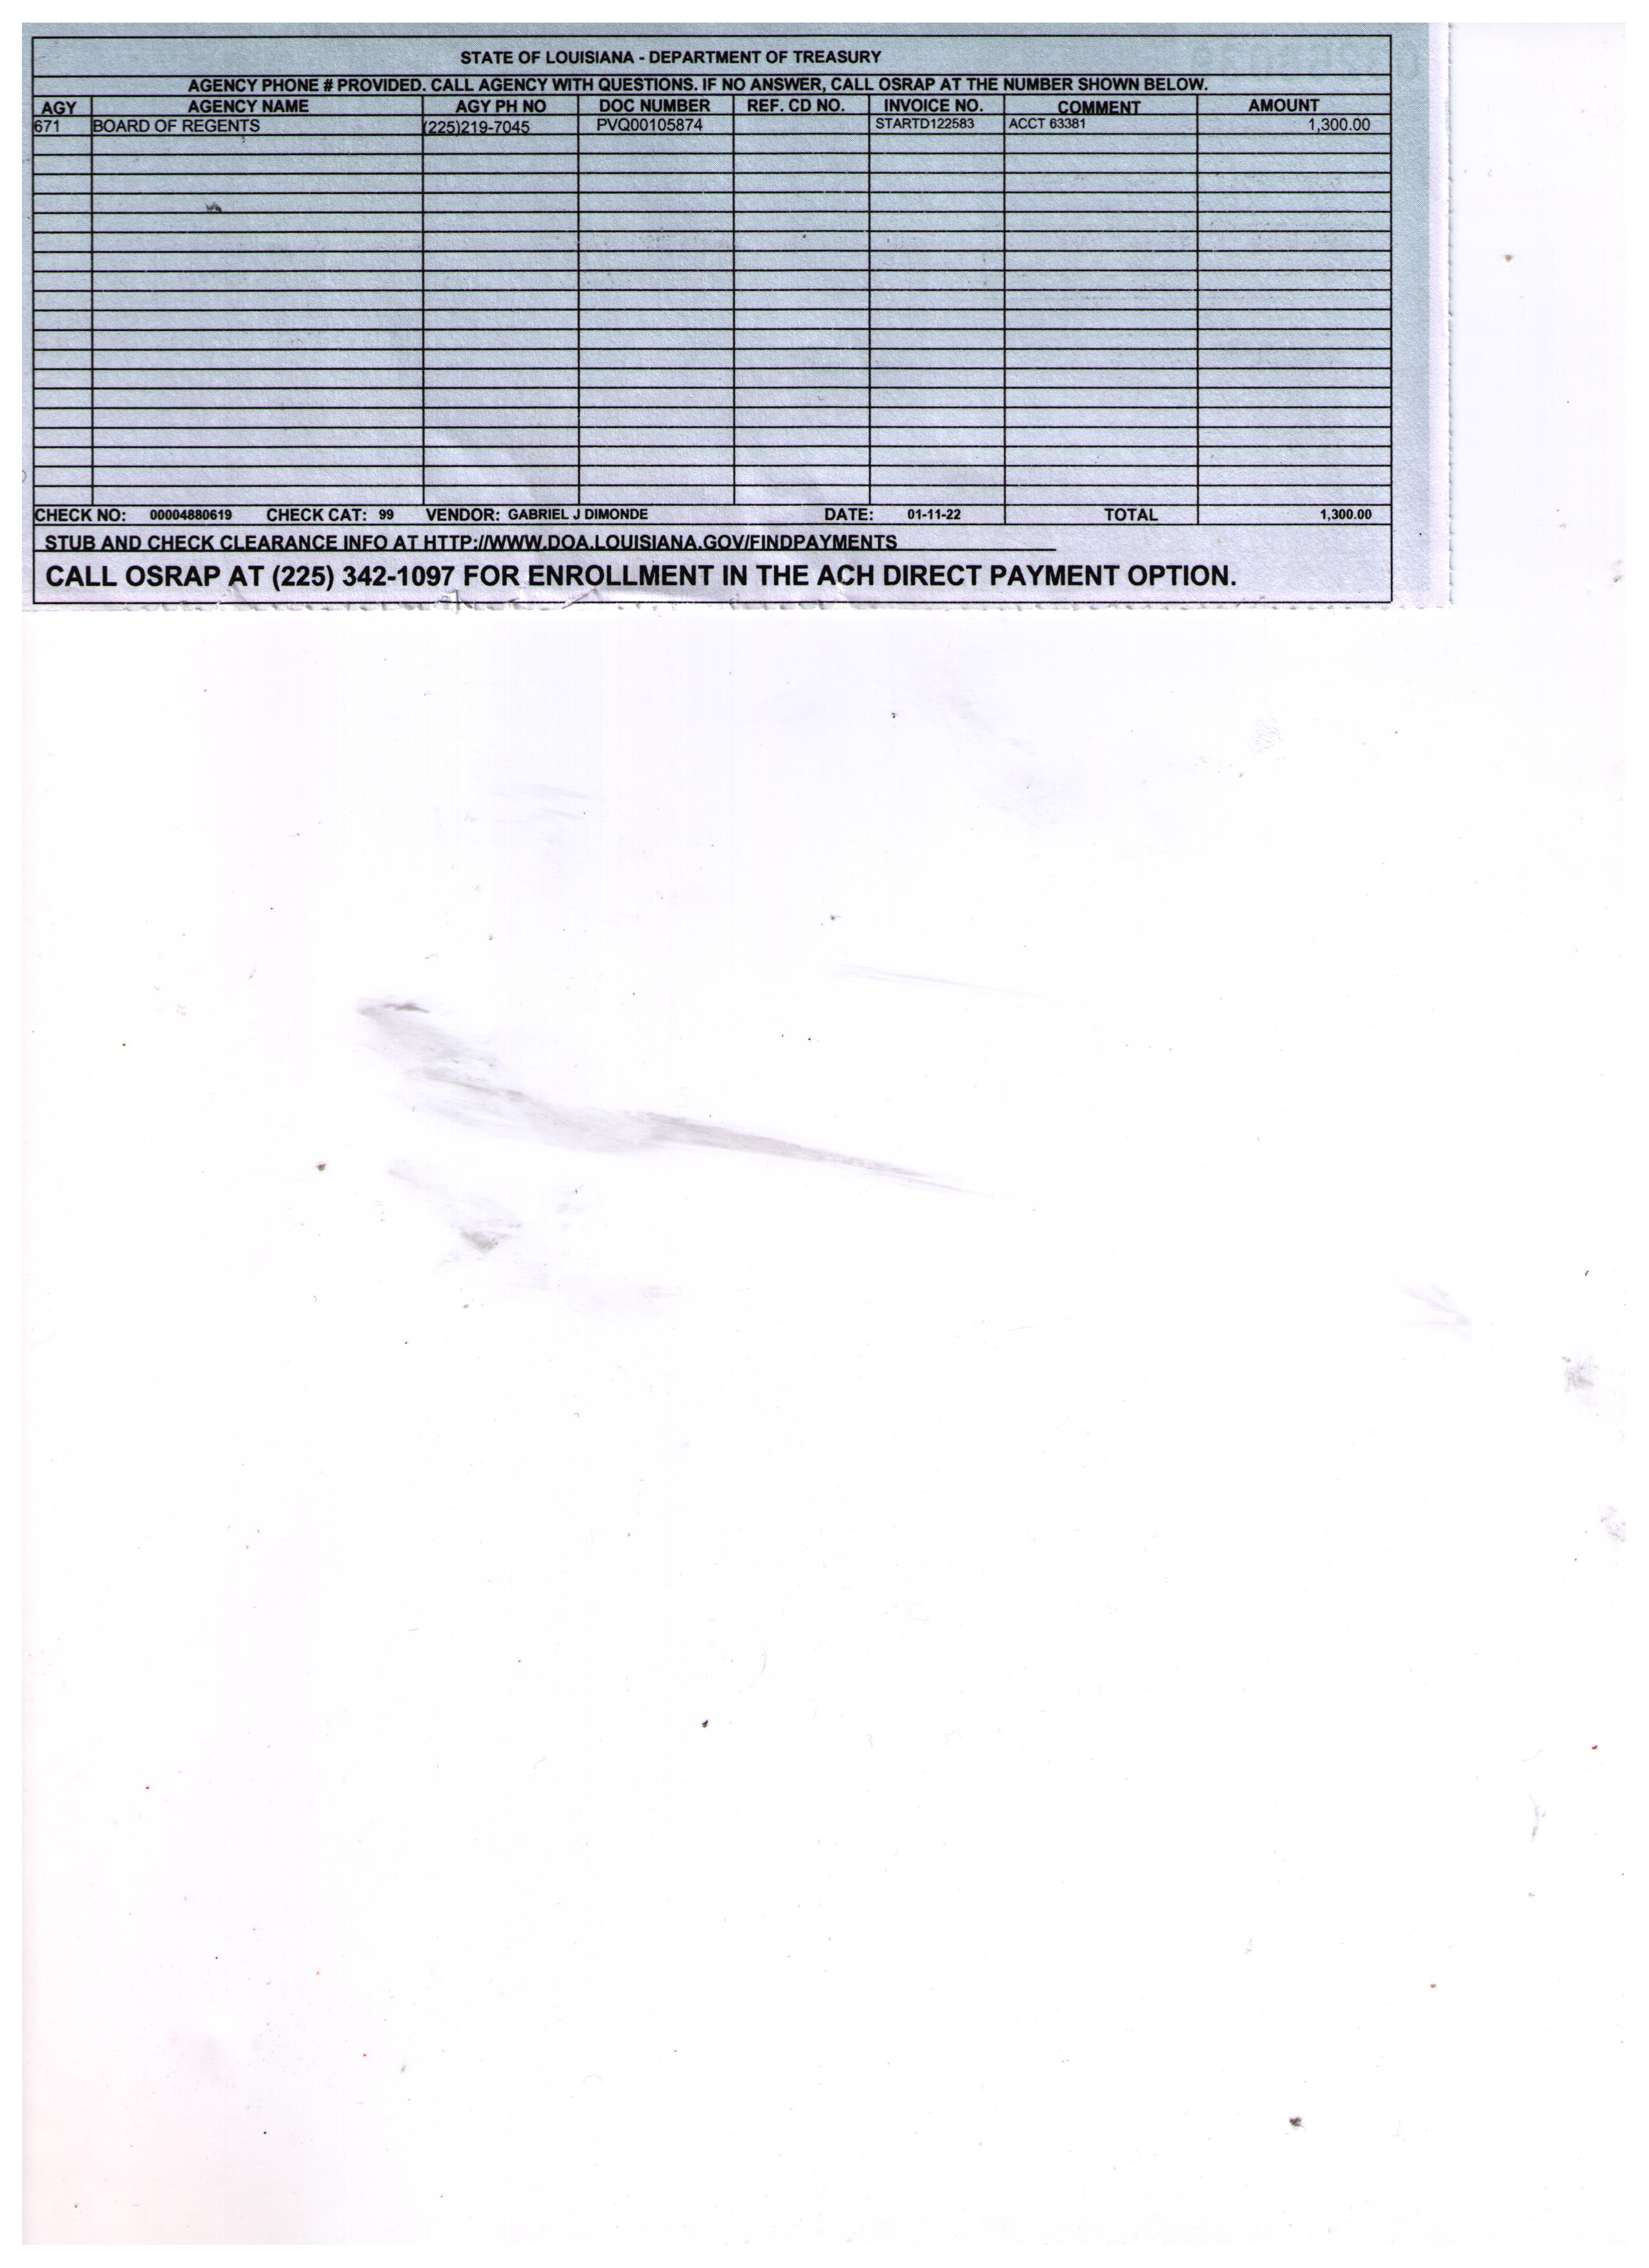 STATE OF LOUISIANA - DEPARTMENT OF TREASURY
AGENCY PHONE # PROVIDED. CALL AGENCY WITH QUESTIONS. IF NO ANSWER, CALL OSRAP AT THE NUMBER SHOWN BELOW.
AGY AGENCY NAME AGY PH NO DOC NUMBER REF. CD NO. INVOICE NO. COMMENT AMOUNT
671 BOARD OF REGENTS (225)219-7045 PVQ00105874 STARTD122583 ACCT 63381 1,300.00
CHECK NO: 00004880619 CHECK CAT: 99 VENDOR: GABRIEL J DIMONDE DATE: 01-11-22 TOTAL 1,300.00
STUB AND CHECK CLEARANCE INFO AT HTTP://WWW.DOA.LOUISIANA.GOV/FINDPAYMENTS
CALL OSRAP AT (225) 342-1097 FOR ENROLLMENT IN THE ACH DIRECT PAYMENT OPTION.